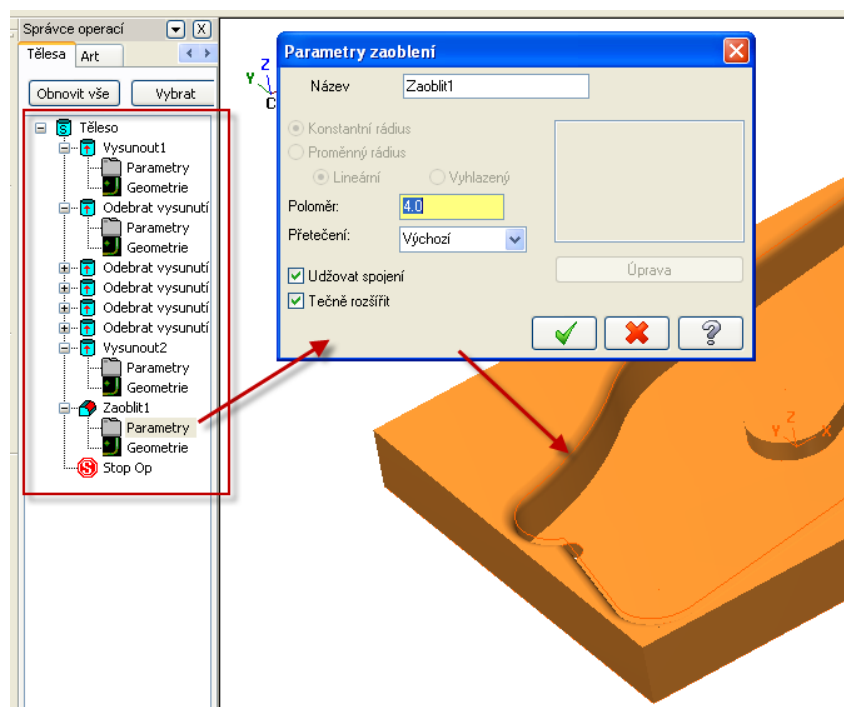 Správce operací
X
Tělesa
Art
Obnovit vše
Vybrat
Těleso
Vysunout1
Parametry
Geometrie
Odebrat vysunutí
Parametry
Geometrie
Odebrat vysunutí
Odebrat vysunutí
Odebrat vysunutí
Odebrat vysunutí
Vysunout2
Parametry
Geometrie
Zaoblit1
Parametry
Geometrie
Stop Op
Z
Y
C
Parametry zaoblení
Název
Zaoblit1
Konstantní rádius
Proměnný rádius
Lineární
Vyhlazený
Poloměr:
4.0
Přetečení:
Výchozí
Úprava
Udžovat spojení
Tečně rozšířit
?
Z
Y
X